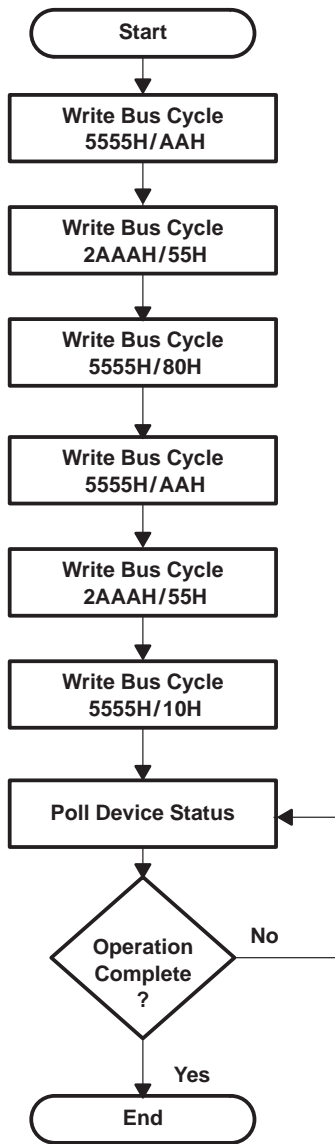 Start
Write Bus Cycle
5555H/AAH
Write Bus Cycle
2AAAH/55H
Write Bus Cycle
5555H/80H
Write Bus Cycle
5555H/AAH
Write Bus Cycle
2AAAH/55H
Write Bus Cycle
5555H/10H
Poll Device Status
Operation
Complete
?
No
Yes
End